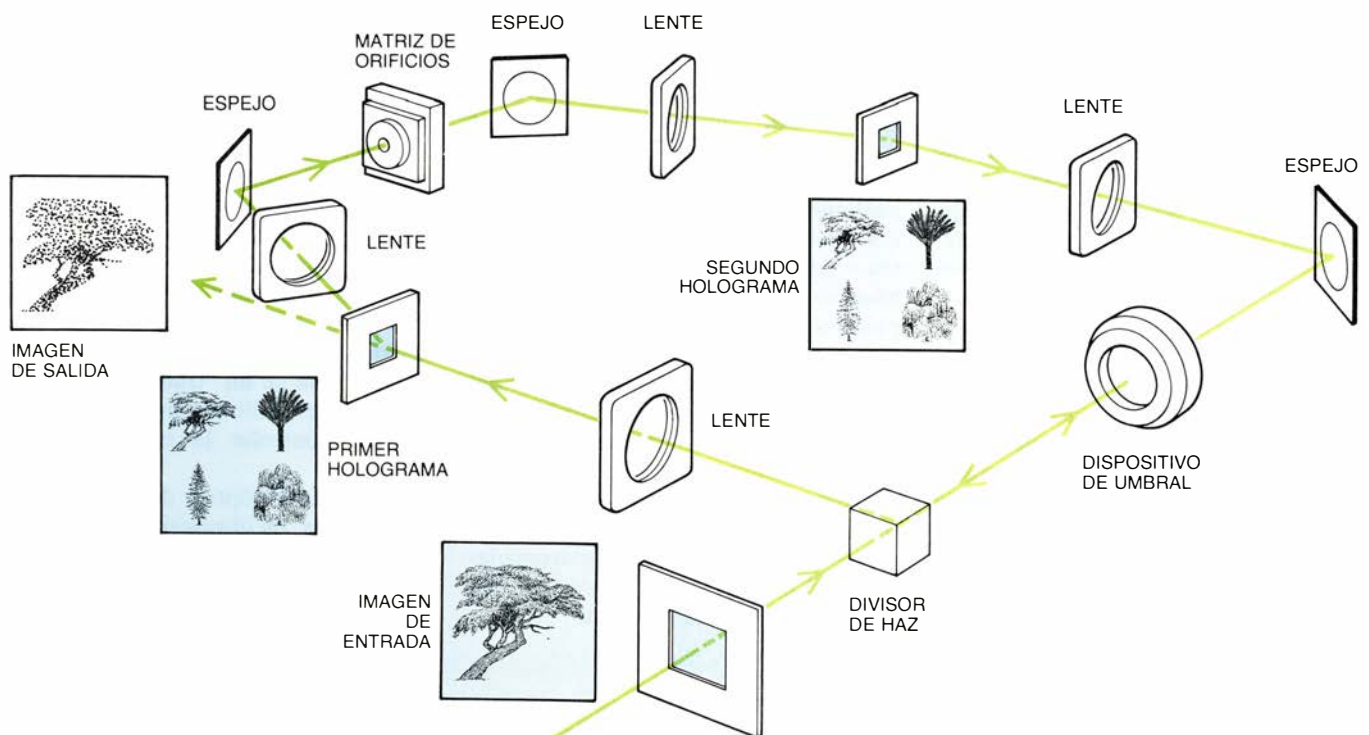 ESPEJO
LENTE
MATRIZ DE
ORIFICIOS
ESPEJO
LENTE
ESPEJO
LENTE
SEGUNDO
HOLOGRAMA
IMAGEN
DE SALIDA
PRIMER
HOLOGRAMA
LENTE
DISPOSITIVO
DE UMBRAL
IMAGEN
DE
ENTRADA
DIVISOR
DE HAZ